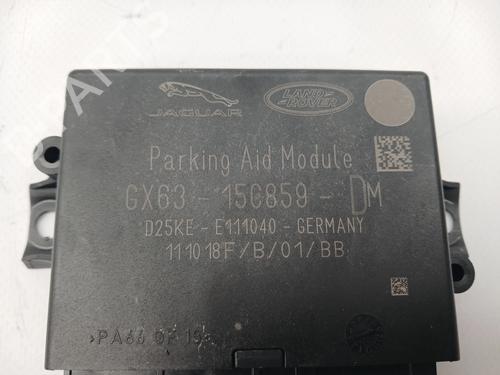 JAGUAR
LAND
ROVER
Parking Aid Module
GX63 - 15C859 - DM
D25KE - E111040 - GERMANY
111018F/B/01/BB